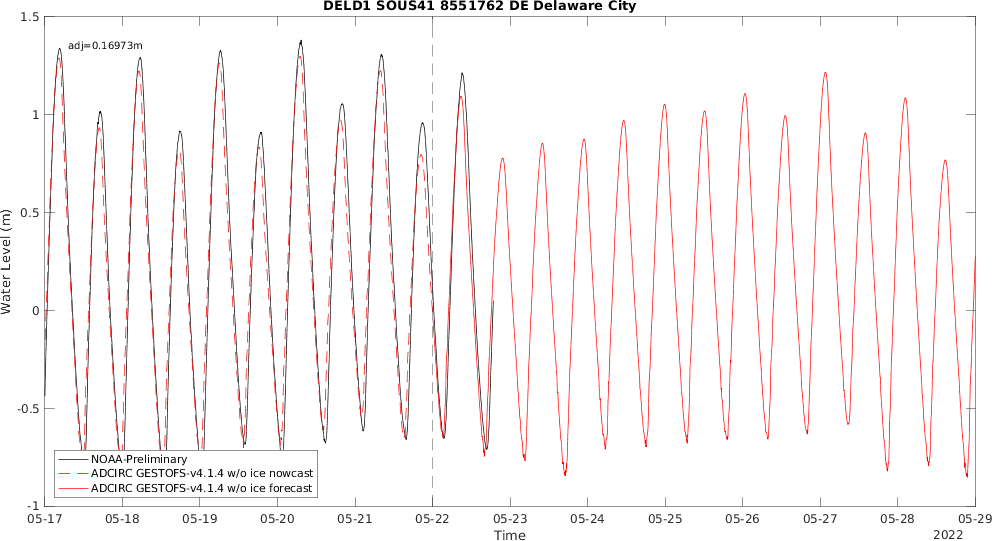 DELD1 SOUS41 8551762 DE Delaware City
adj=0.16973m
1.5
1
0.5
0
-0.5
-1
Water Level (m)
NOAA-Preliminary
ADCIRC GESTOFS-v4.1.4 w/o ice nowcast
ADCIRC GESTOFS-v4.1.4 w/o ice forecast
05-17 05-18 05-19 05-20 05-21 05-22 05-23 05-24 05-25 05-26 05-27 05-28 05-29
Time
2022